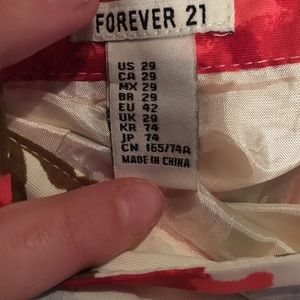 FOREVER 21
US 29
CA 29
MX 29
BR 29
EU 42
UK 29
KR 74
JP 74
CN 165/74A
MADE IN CHINA